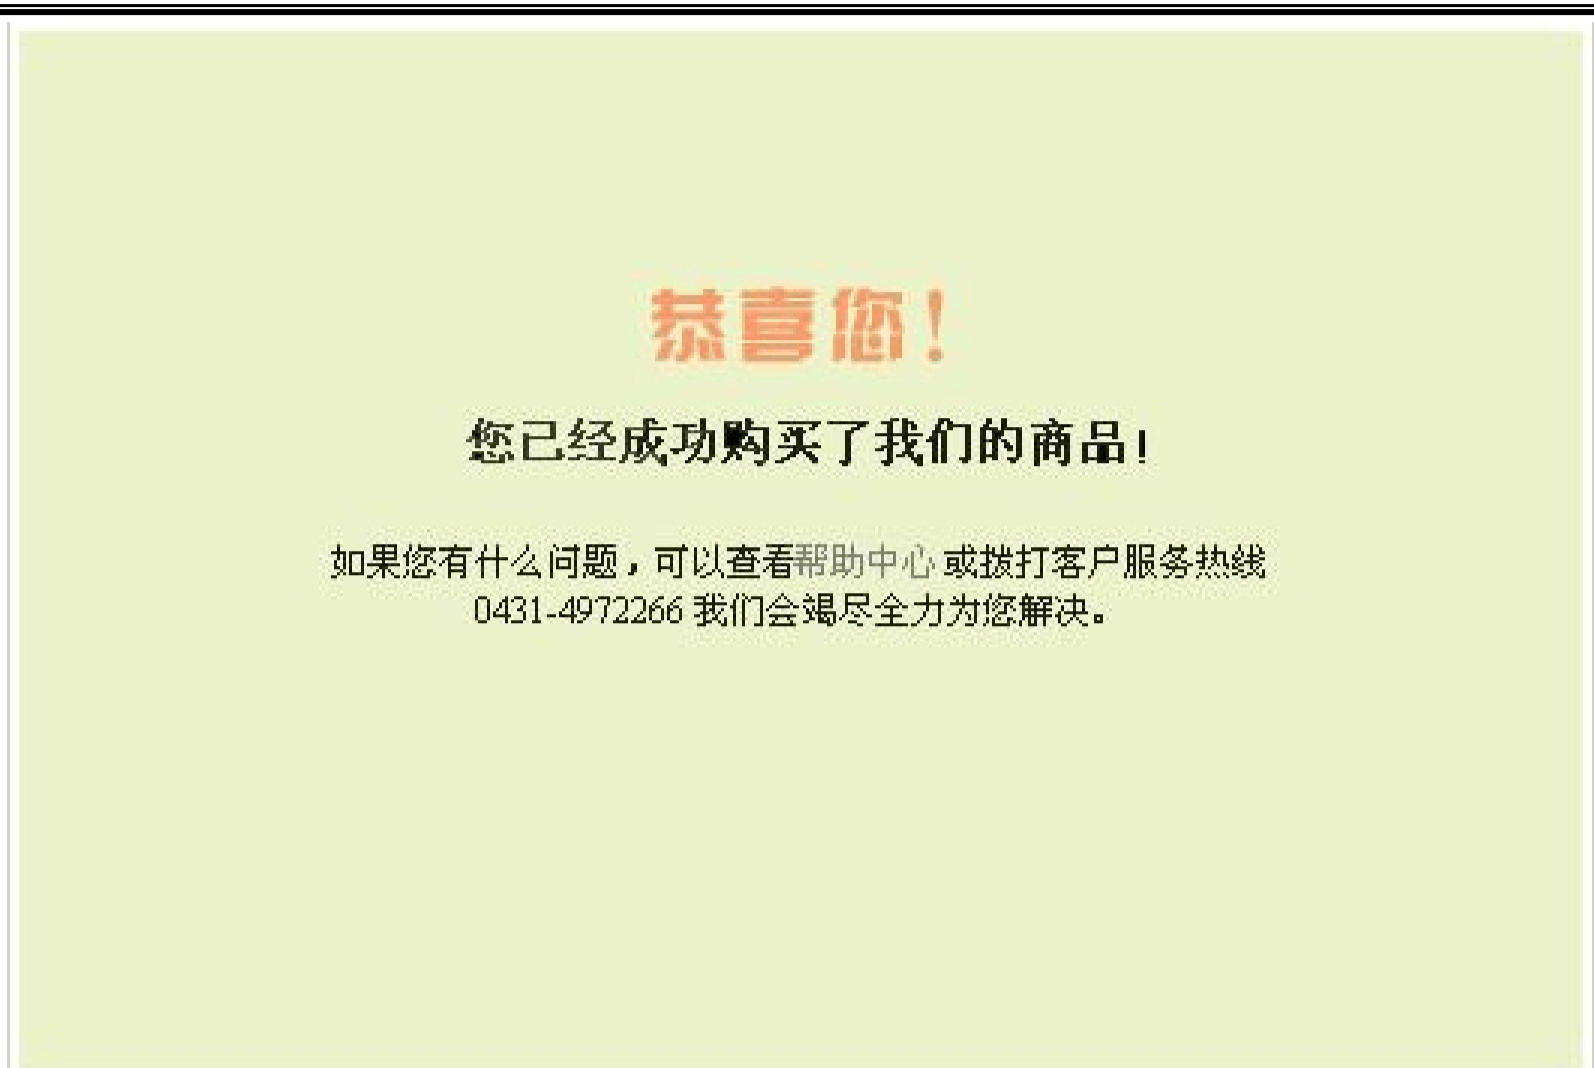 恭喜您！
您已经成功购买了我们的商品！
如果您有什么问题，可以查看帮助中心 或拨打客户服务热线
0431-4972266 我们会竭尽全力为您解决。